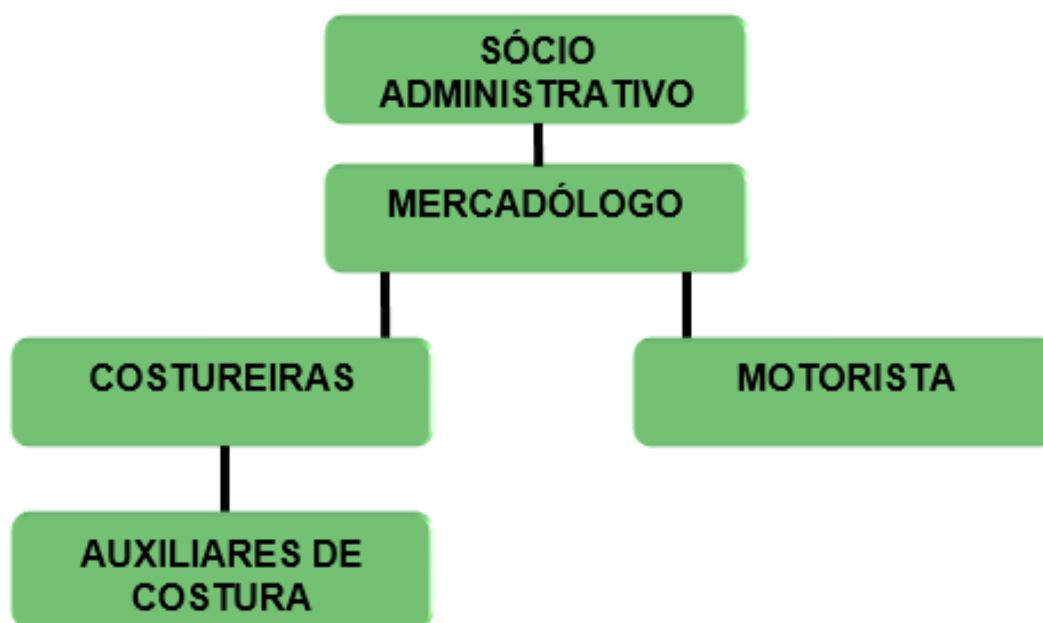 SÓCIO
ADMINISTRATIVO
MERCADÓLOGO
COSTUREIRAS
MOTORISTA
AUXILIARES DE
COSTURA